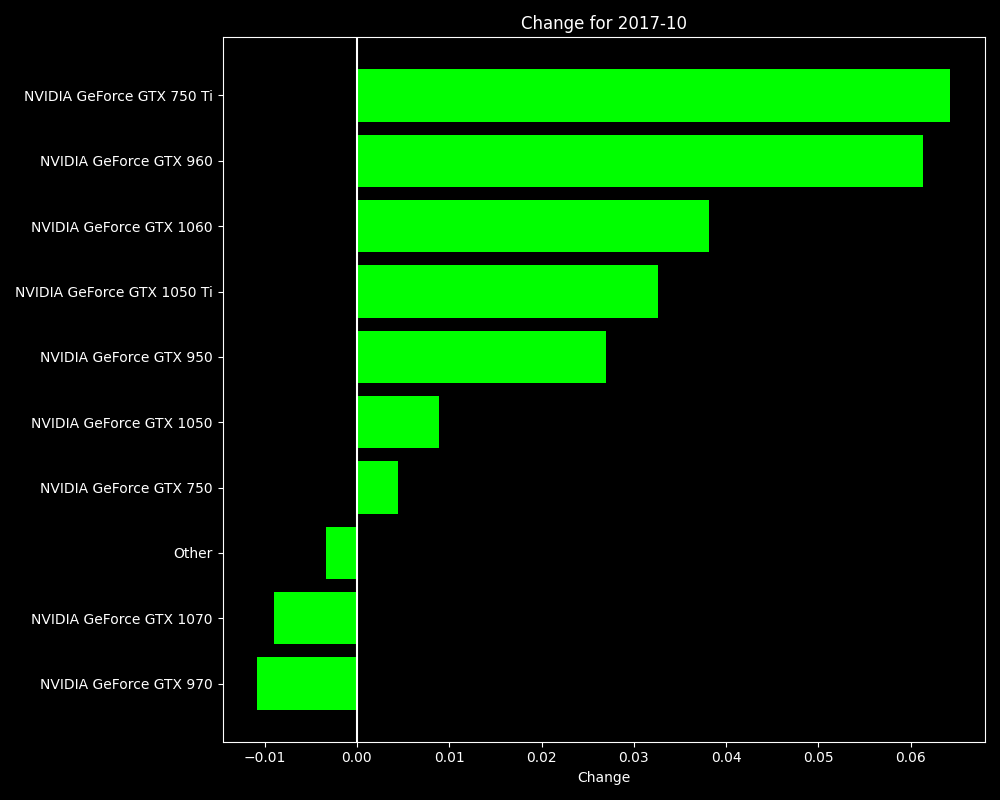 Change for 2017-10
NVIDIA GeForce GTX 750 Ti
NVIDIA GeForce GTX 960
NVIDIA GeForce GTX 1060
NVIDIA GeForce GTX 1050 Ti
NVIDIA GeForce GTX 950
NVIDIA GeForce GTX 1050
NVIDIA GeForce GTX 750
Other
NVIDIA GeForce GTX 1070
NVIDIA GeForce GTX 970
−0.01 0.00 0.01 0.02 0.03 0.04 0.05 0.06
Change